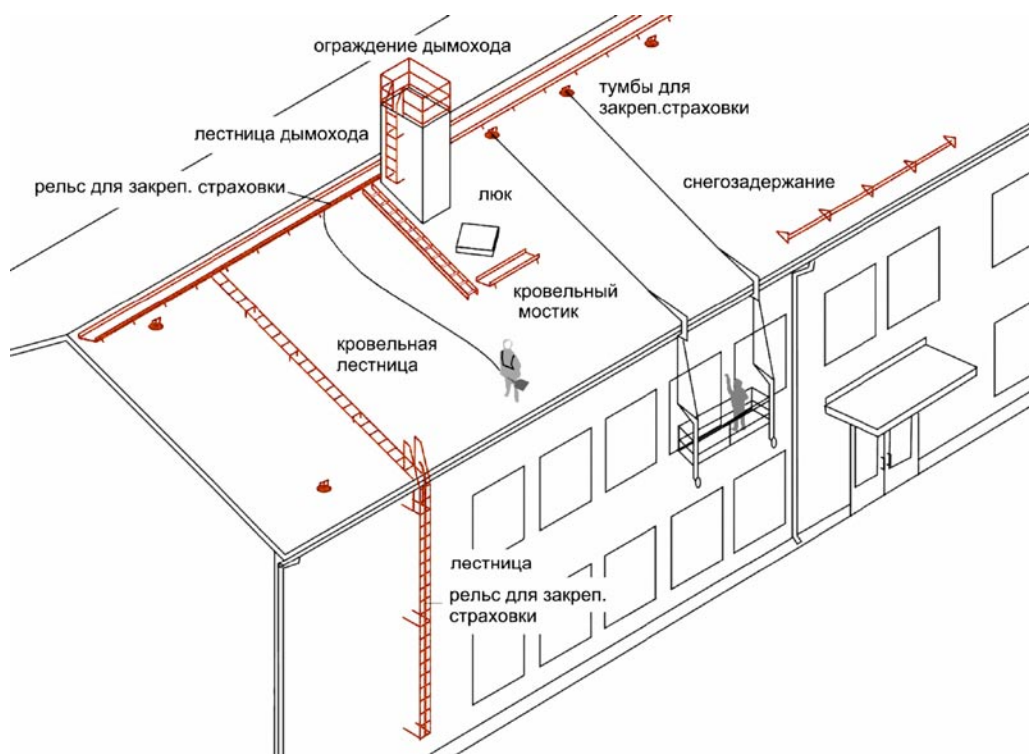 ограждение дымохода
тумбы для
закреп.страховки
лестница дымохода
рельс для закреп. страховки
люк
снегозадержание
кровельный
мостик
кровельная
лестница
лестница
рельс для закреп.
страховки